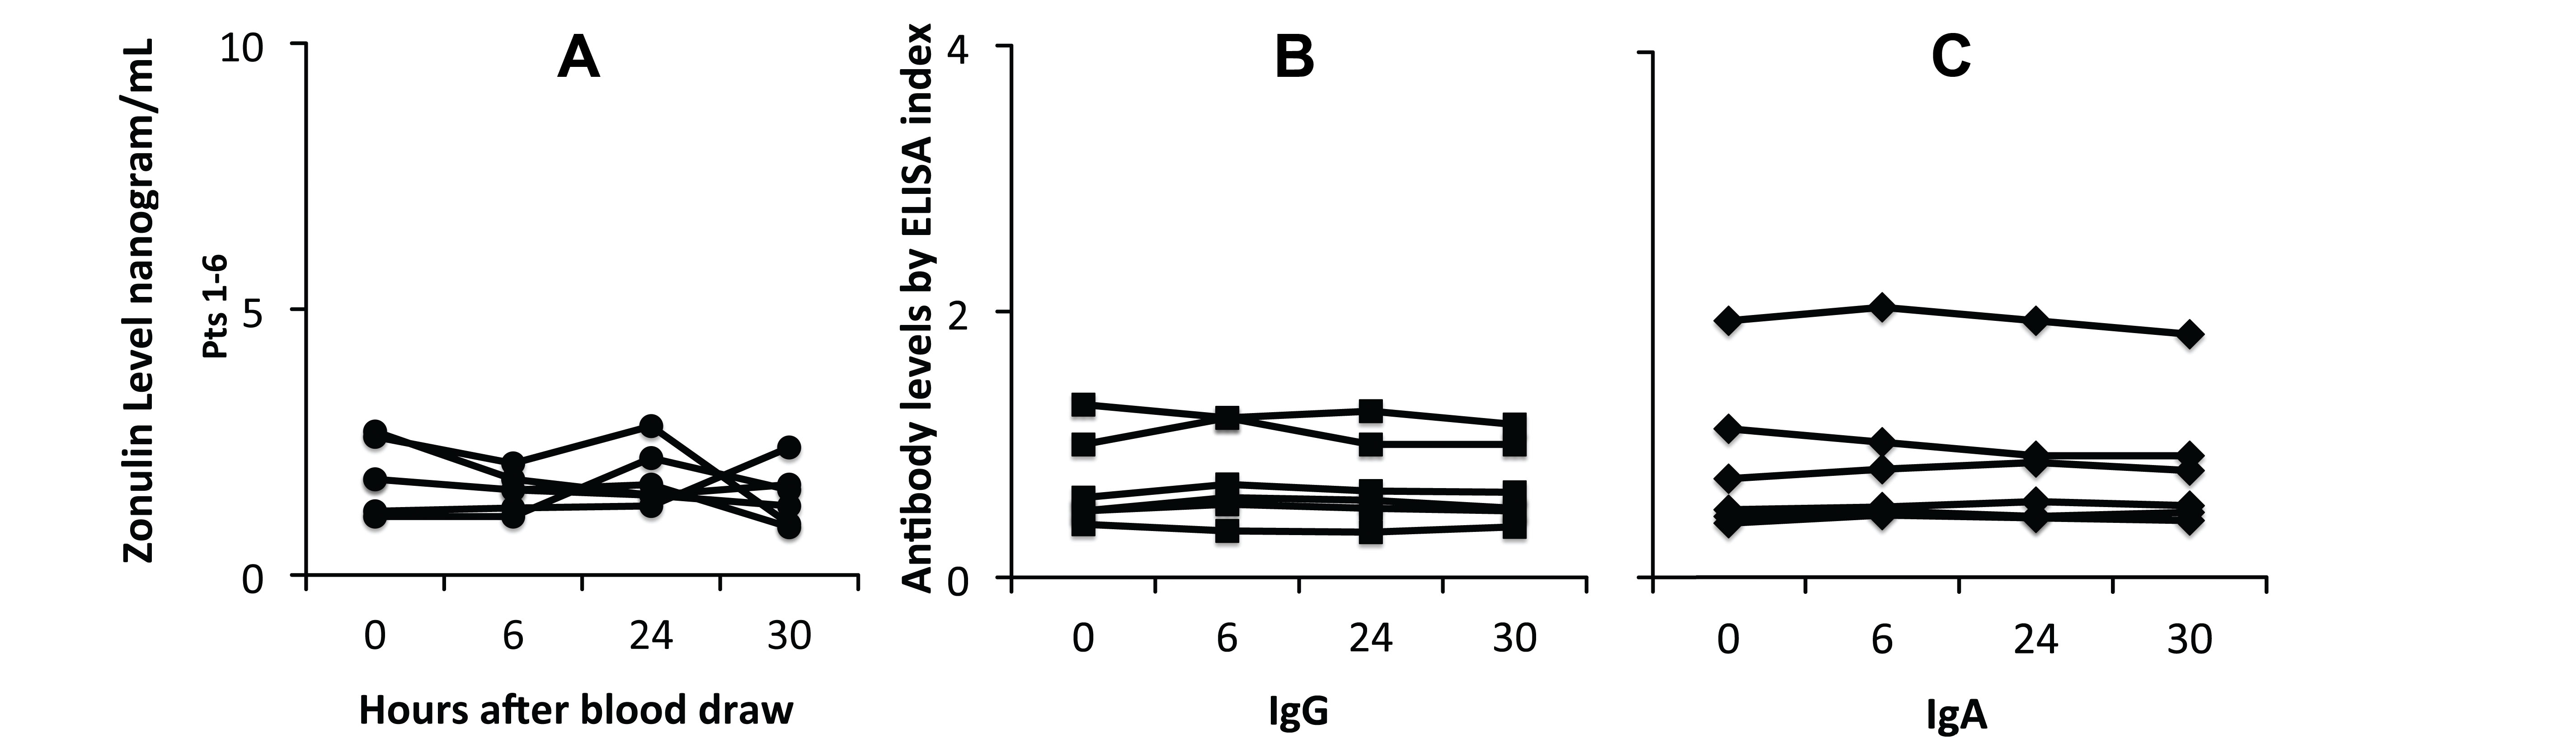 Zonulin Level nanogram/mL
Pts 1-6
10
5
0
A
0 6 24 30
Hours after blood draw
Antibody levels by ELISA index
4
2
0
B
0 6 24 30
IgG
C
0 6 24 30
IgA